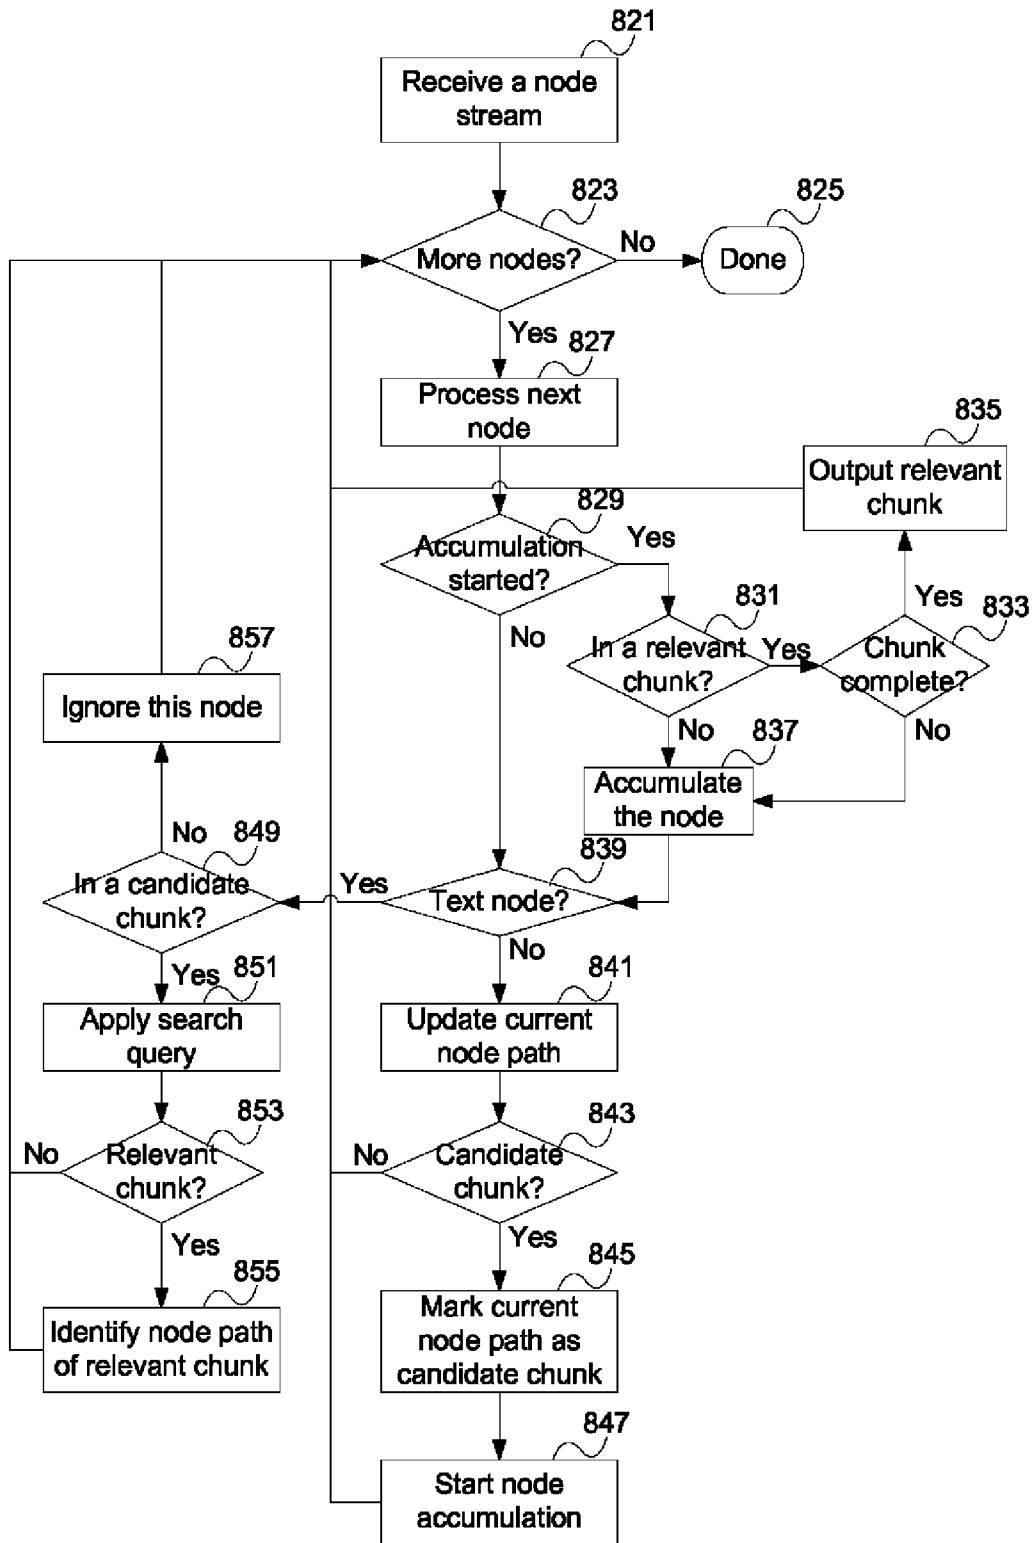 821
Receive a node
stream
823
825
More nodes?
No
Done
Yes
827
Process next
node
835
Output relevant
chunk
829
Accumulation
started?
Yes
831
Yes
833
No
In a relevant
chunk?
Yes
Chunk
complete?
857
Ignore this node
No
837
No
Accumulate
the node
No
849
839
In a candidate
chunk?
Yes
Text node?
Yes
851
No
841
Apply search
query
Update current
node path
853
843
No
Relevant
chunk?
No
Candidate
chunk?
Yes
Yes
855
845
Identify node path
of relevant chunk
Mark current
node path as
candidate chunk
847
Start node
accumulation